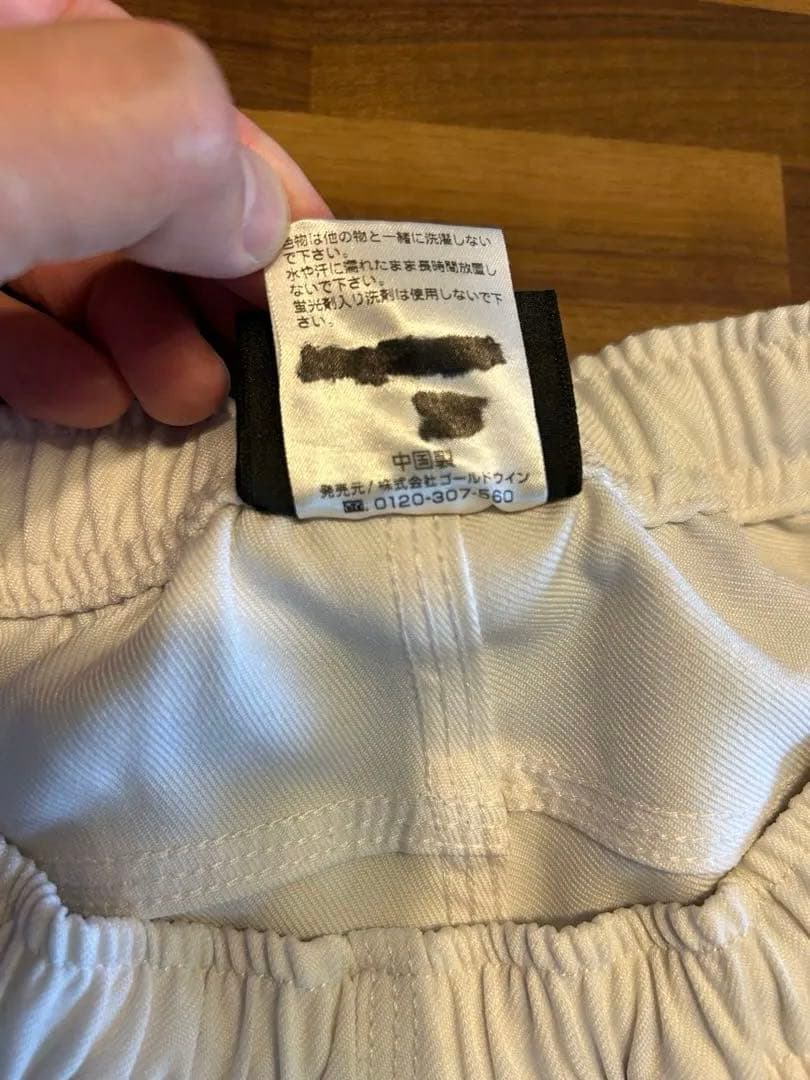 色物は他の物と一緒に洗濯しない
で下さい。
水や汗に濡れたまま長時間放置し
ないで下さい。
蛍光剤入り洗剤は使用しないで下
さい。
中国製
発売元/株式会社ゴールドウイン
0120-307-560